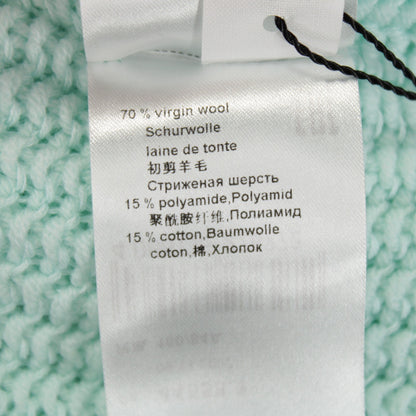 70 % virgin wool
Schurwolle
laine de tonte
初剪羊毛
Стриженая шерсть
15 % polyamide,Polyamid
聚酰胺纤维,Полиамид
15 % cotton,Baumwolle
coton,棉,Хлопок